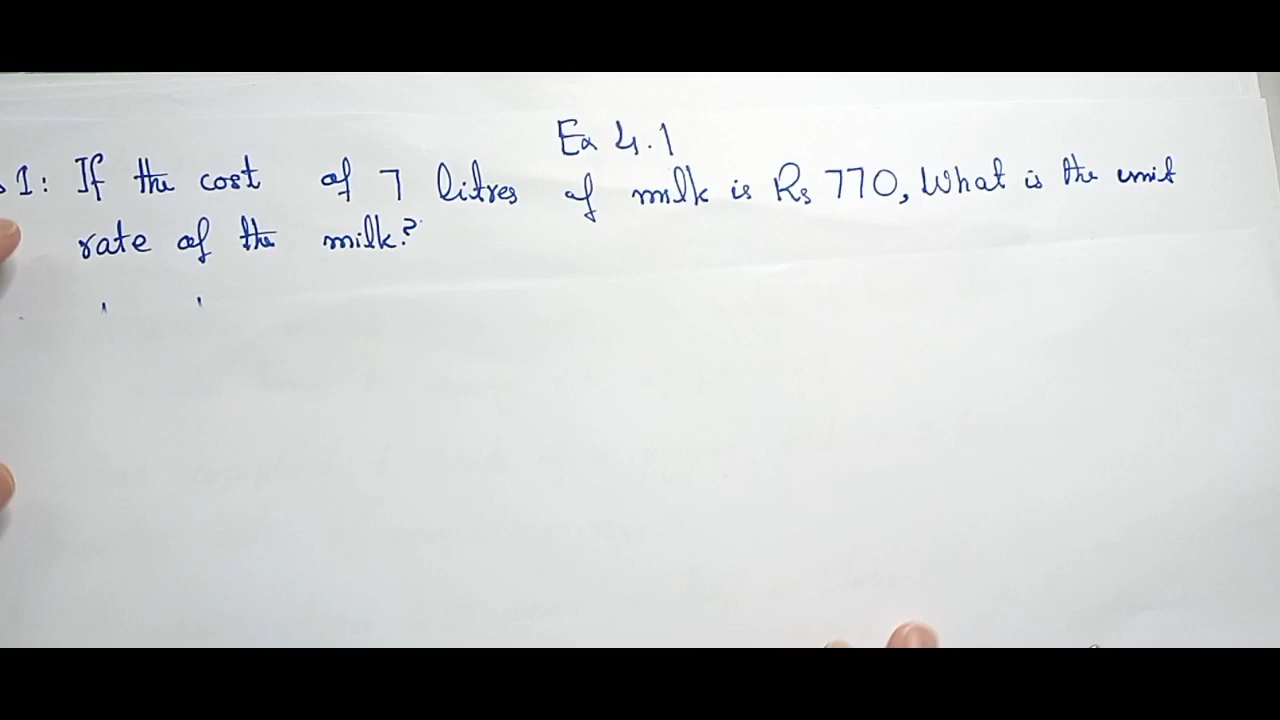 Ex 4.1
1: If the cost of 7 litres of milk is Rs 770, What is the unit
rate of the milk?